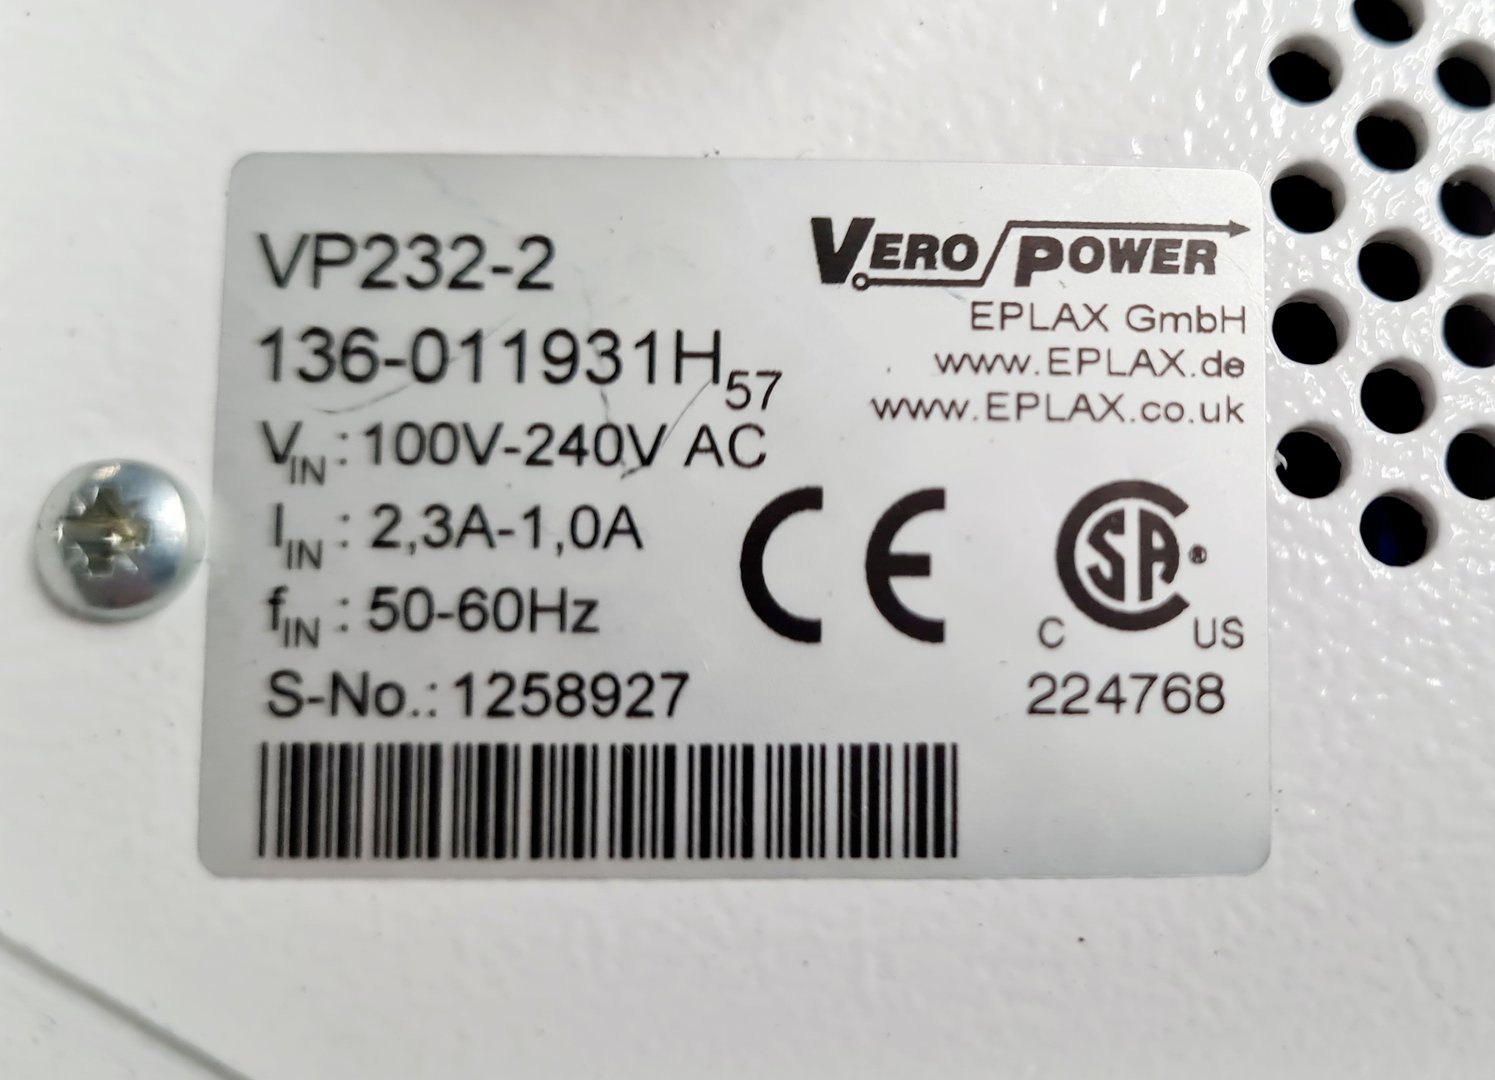 VP232-2
136-011931H57
VIN: 100V-240V AC
IIN: 2,3A-1,0A
fIN: 50-60Hz
S-No.: 1258927
VERO POWER
EPLAX GmbH
www.EPLAX.de
www.EPLAX.co.uk
CE
CSA®
C US
224768